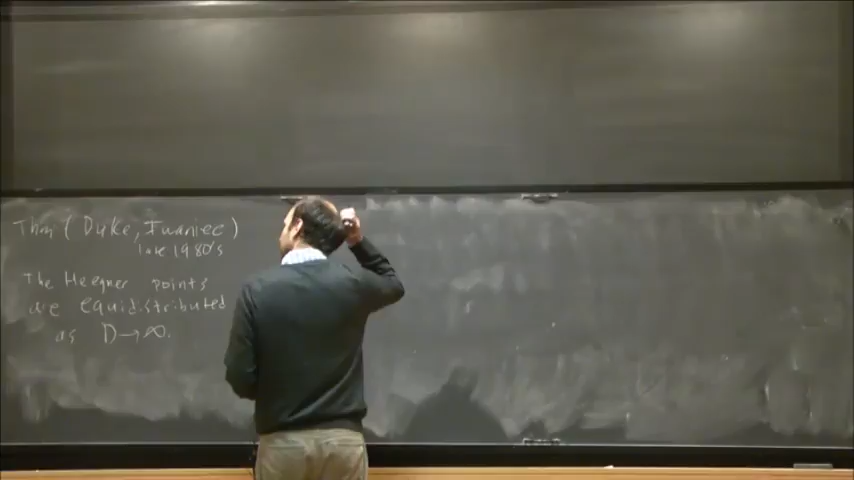 Thm (Duke, Iwaniec)
late 1980's
The Heegner points
are equidistributed
as D→∞.